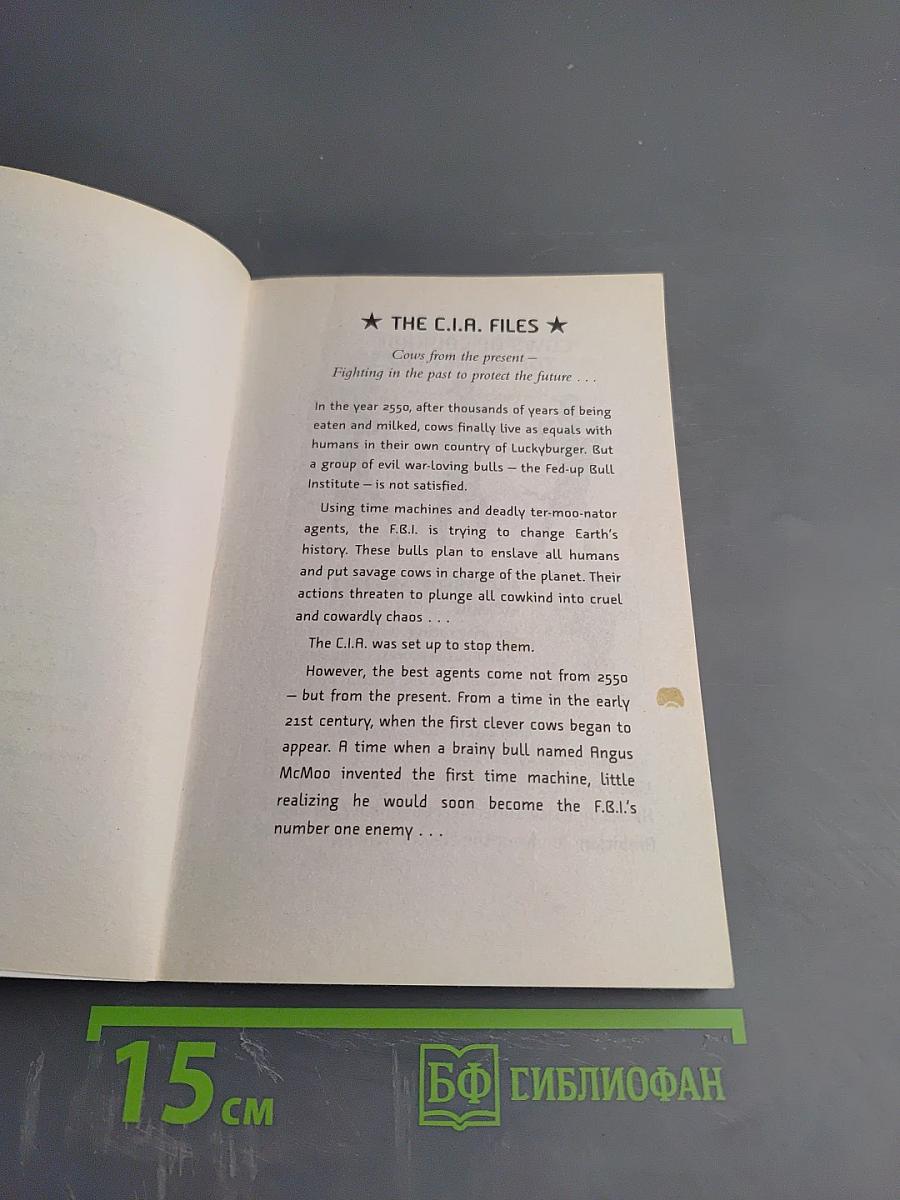 ★ THE C.I.A. FILES ★
Cows from the present –
Fighting in the past to protect the future . . .
In the year 2550, after thousands of years of being
eaten and milked, cows finally live as equals with
humans in their own country of Luckyburger. But
a group of evil war-loving bulls – the Fed-up Bull
Institute – is not satisfied.
Using time machines and deadly ter-moo-nator
agents, the F.B.I. is trying to change Earth's
history. These bulls plan to enslave all humans
and put savage cows in charge of the planet. Their
actions threaten to plunge all cowkind into cruel
and cowardly chaos . . .
The C.I.A. was set up to stop them.
However, the best agents come not from 2550
– but from the present. From a time in the early
21st century, when the first clever cows began to
appear. A time when a brainy bull named Angus
McMoo invented the first time machine, little
realizing he would soon become the F.B.I.'s
number one enemy . . .
15 см
БФ БИБЛИОФАН